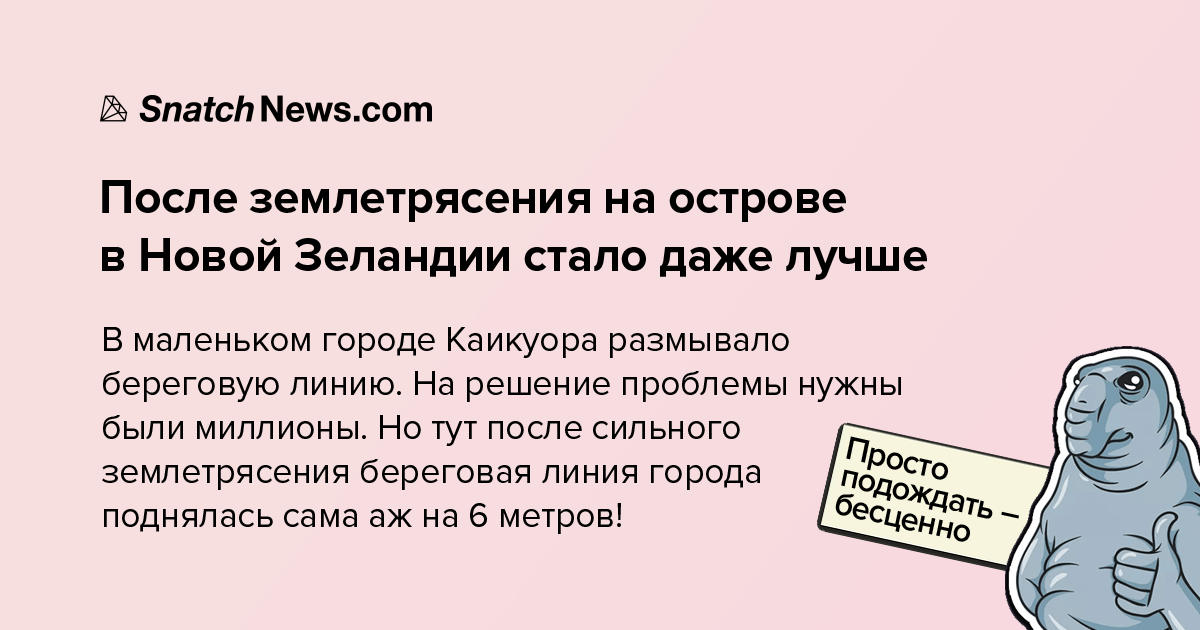 SnatchNews.com
После землетрясения на острове
в Новой Зеландии стало даже лучше
В маленьком городе Каикуора размывало
береговую линию. На решение проблемы нужны
были миллионы. Но тут после сильного
землетрясения береговая линия города
поднялась сама аж на 6 метров!
Просто
подождать –
бесценно